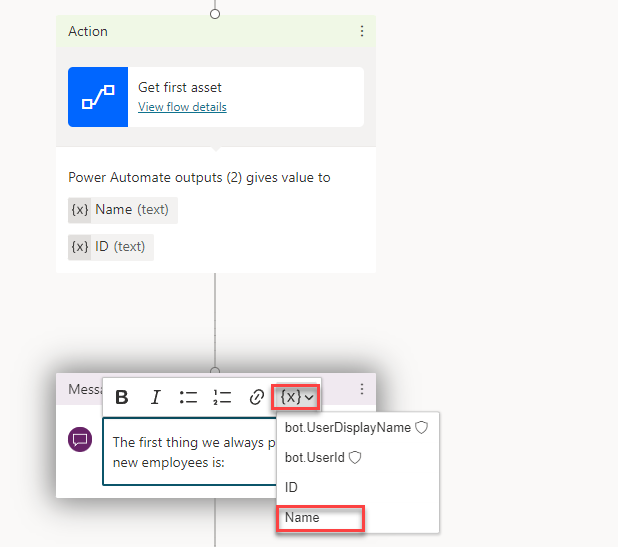 Action
Get first asset
View flow details
Power Automate outputs (2) gives value to
{x} Name (text)
{x} ID (text)
Messa
B I {x}
The first thing we always p
new employees is:
bot.UserDisplayName
bot.UserId
ID
Name